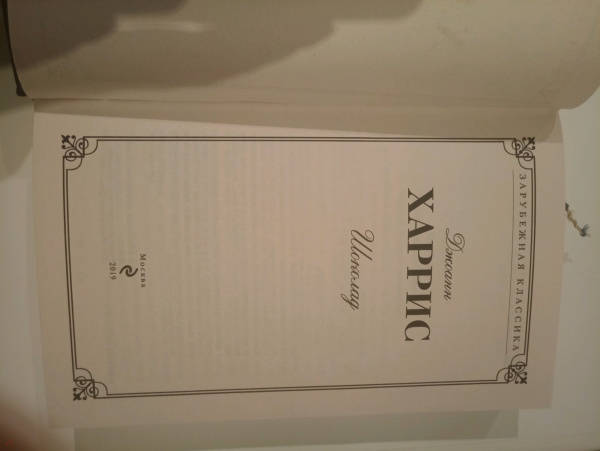 ЗАРУБЕЖНАЯ КЛАССИКА
Джоанн
ХАРРИС
Шоколад
Москва
2019